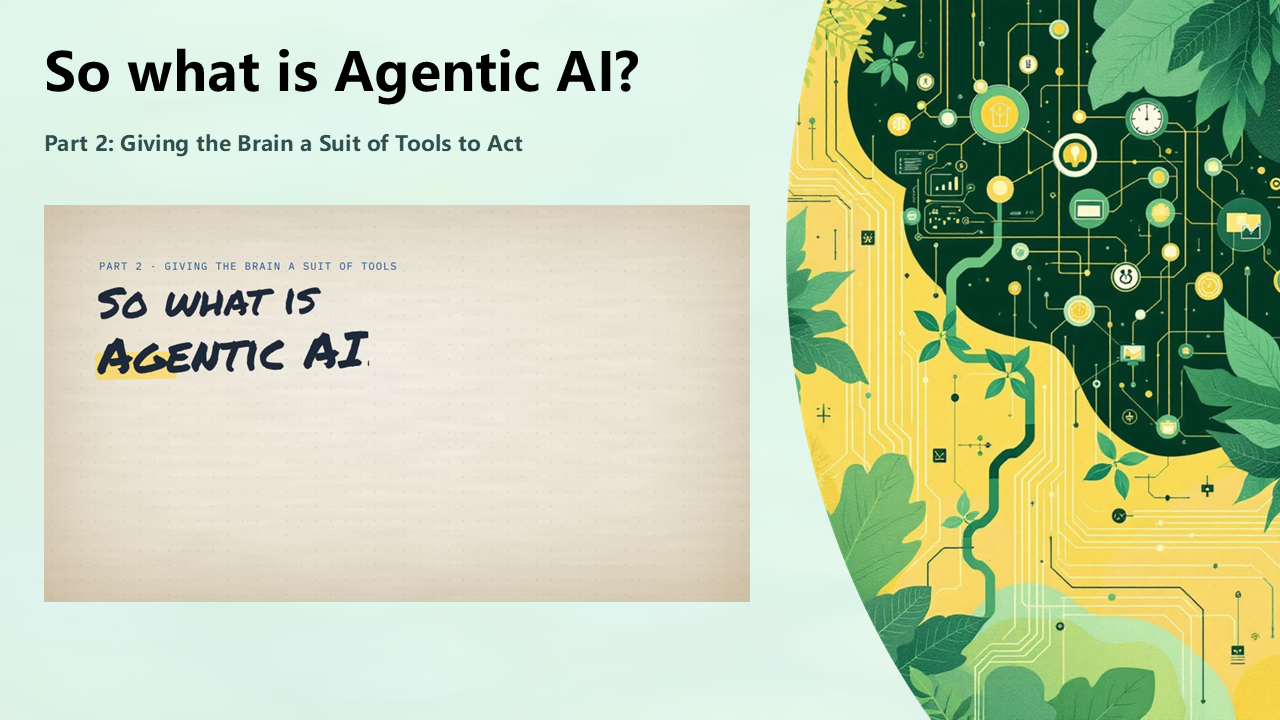 So what is Agentic AI?
Part 2: Giving the Brain a Suit of Tools to Act
PART 2 · GIVING THE BRAIN A SUIT OF TOOLS
So what is
Agentic AI.